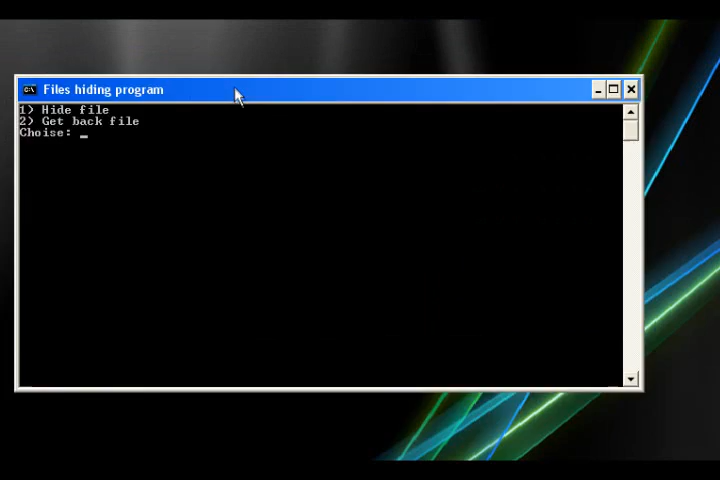 Files hiding program
1) Hide file
2) Get back file
Choise: _